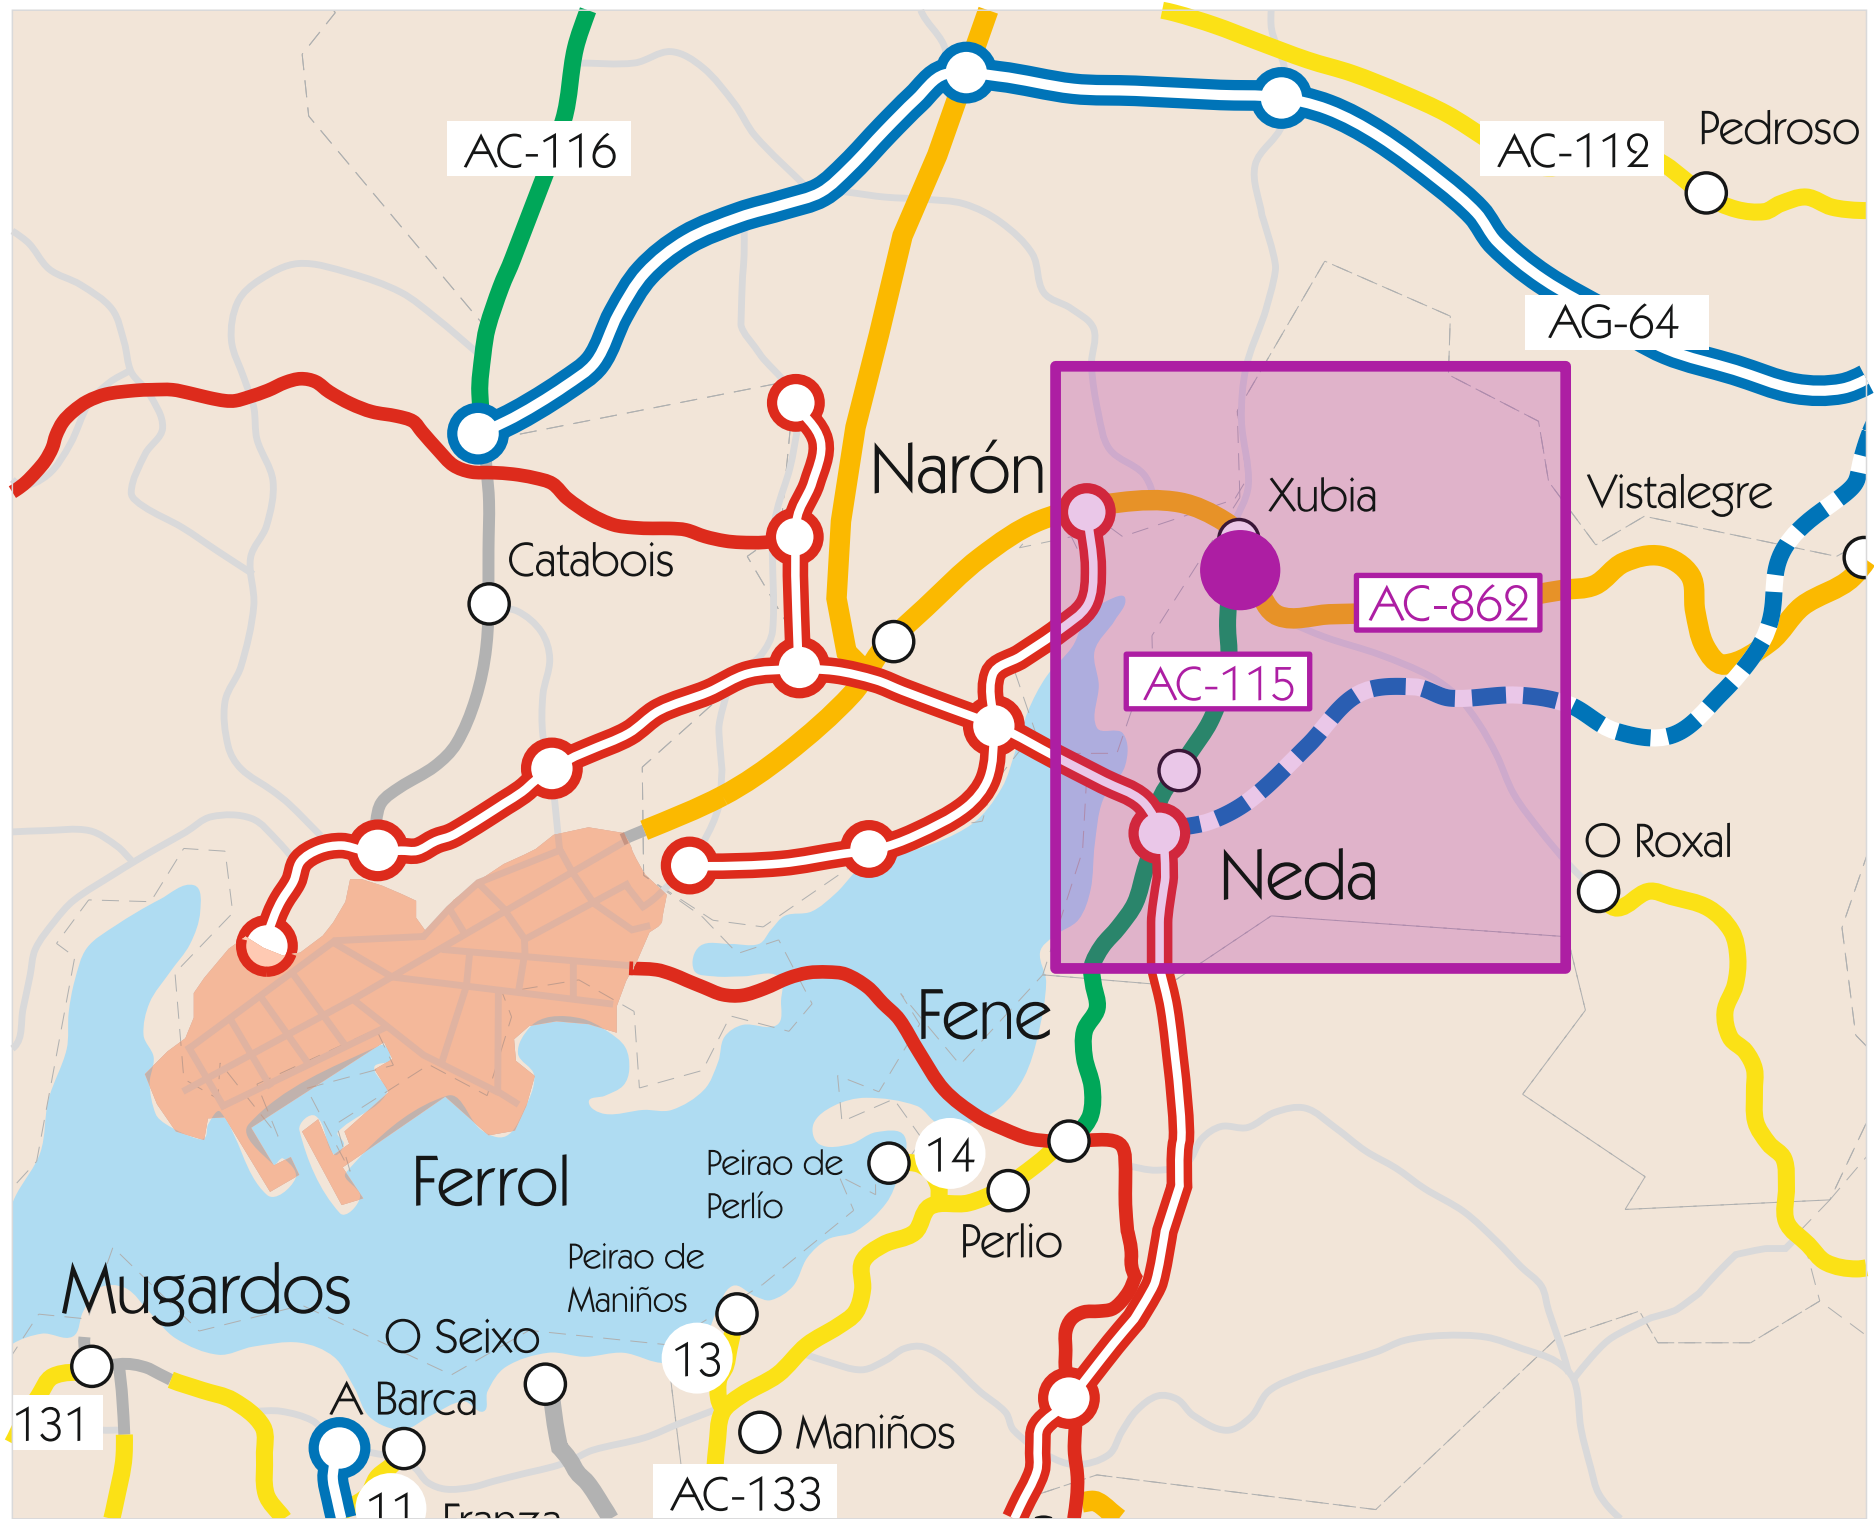 AC-116
AC-112
Pedroso
AG-64
Narón
Xubia
Vistalegre
Catabois
AC-862
AC-115
O Roxal
Neda
Fene
14
Peirao de
Perlío
Ferrol
Perlio
Peirao de
Maniños
Mugardos
O Seixo
13
A Barca
131
Maniños
AC-133
11
Franza